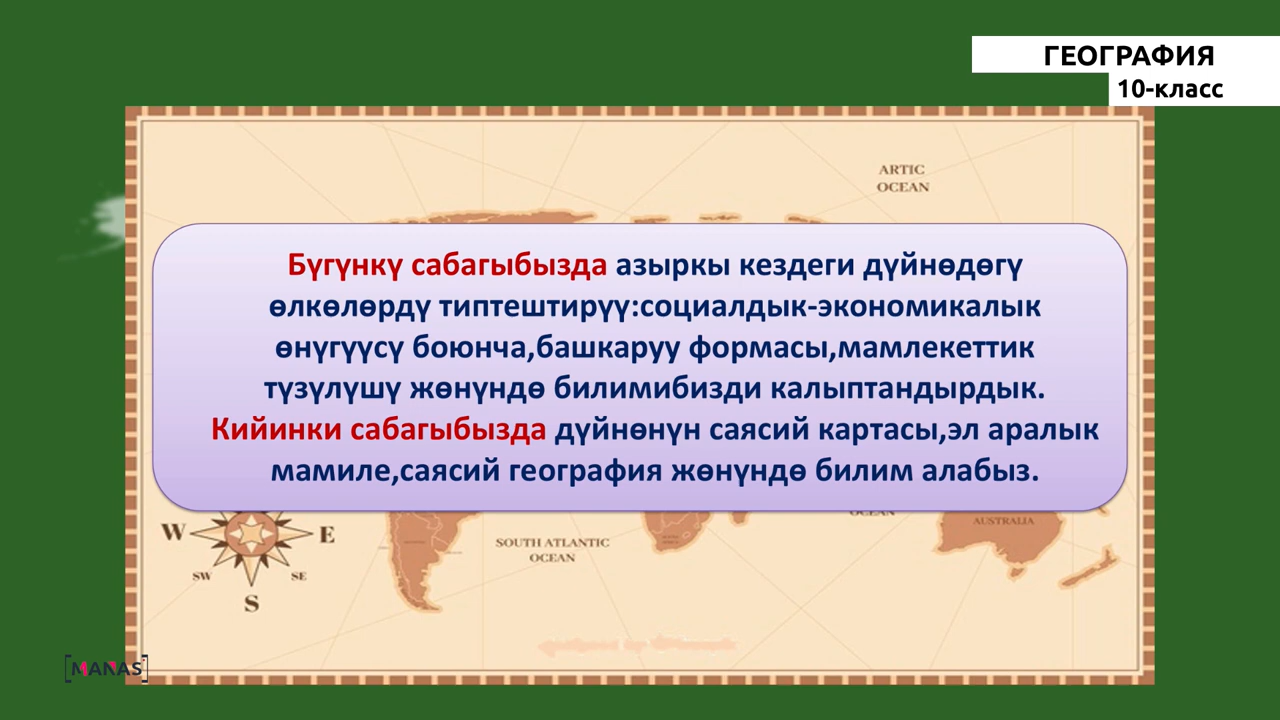 ГЕОГРАФИЯ
10-класс
ARTIC
OCEAN
Бүгүнкү сабагыбызда азыркы кездеги дүйнөдөгү
өлкөлөрдү типтештирүү:социалдык-экономикалык
өнүгүүсү боюнча,башкаруу формасы,мамлекеттик
түзүлүшү жөнүндө билимибизди калыптандырдык.
Кийинки сабагыбызда дүйнөнүн саясий картасы,эл аралык
мамиле,саясий география жөнүндө билим алабыз.
OCEAN
AUSTRALIA
W
E
SOUTH ATLANTIC
OCEAN
SW
SE
S
MANAS